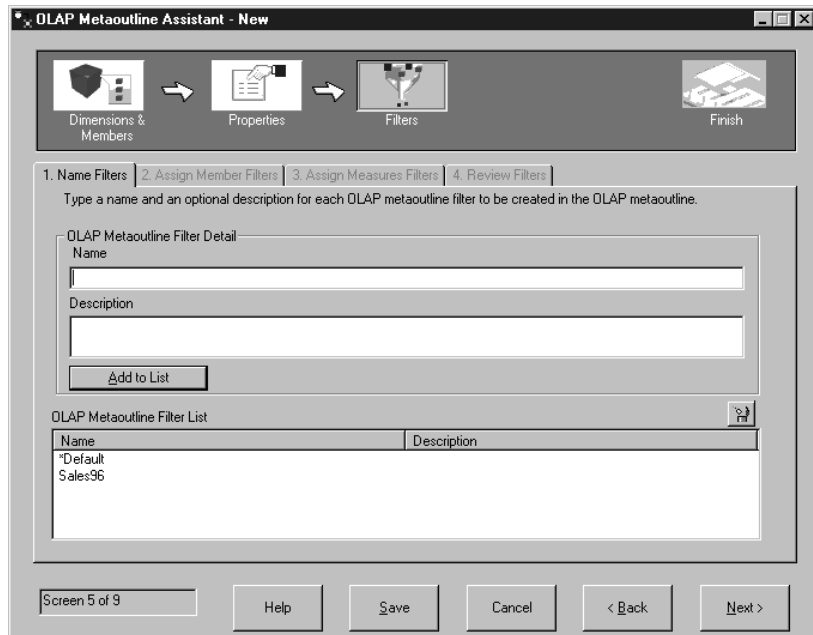 OLAP Metaoutline Assistant - New
Dimensions &
Members
Properties
Filters
Finish
1. Name Filters
2. Assign Member Filters
3. Assign Measures Filters
4. Review Filters
Type a name and an optional description for each OLAP metaoutline filter to be created in the OLAP metaoutline.
OLAP Metaoutline Filter Detail
Name
Description
Add to List
OLAP Metaoutline Filter List
Name
Description
*Default
Sales96
Screen 5 of 9
Help
Save
Cancel
< Back
Next >